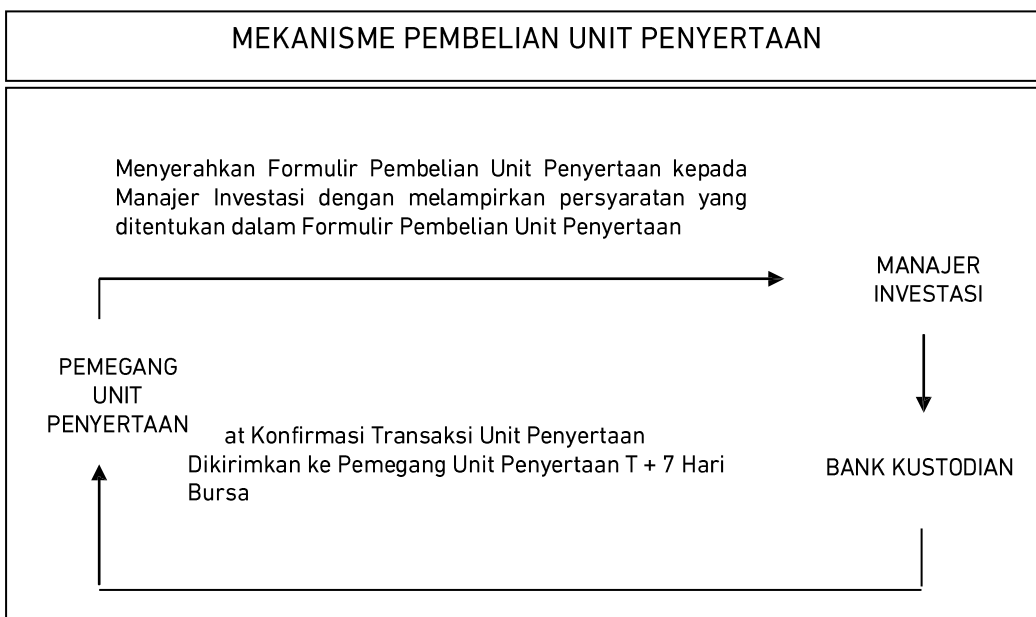 MEKANISME PEMBELIAN UNIT PENYERTAAN
Menyerahkan Formulir Pembelian Unit Penyertaan kepada
Manajer Investasi dengan melampirkan persyaratan yang
ditentukan dalam Formulir Pembelian Unit Penyertaan
MANAJER
INVESTASI
PEMEGANG
UNIT
PENYERTAAN
at Konfirmasi Transaksi Unit Penyertaan
Dikirimkan ke Pemegang Unit Penyertaan T + 7 Hari
Bursa
BANK KUSTODIAN